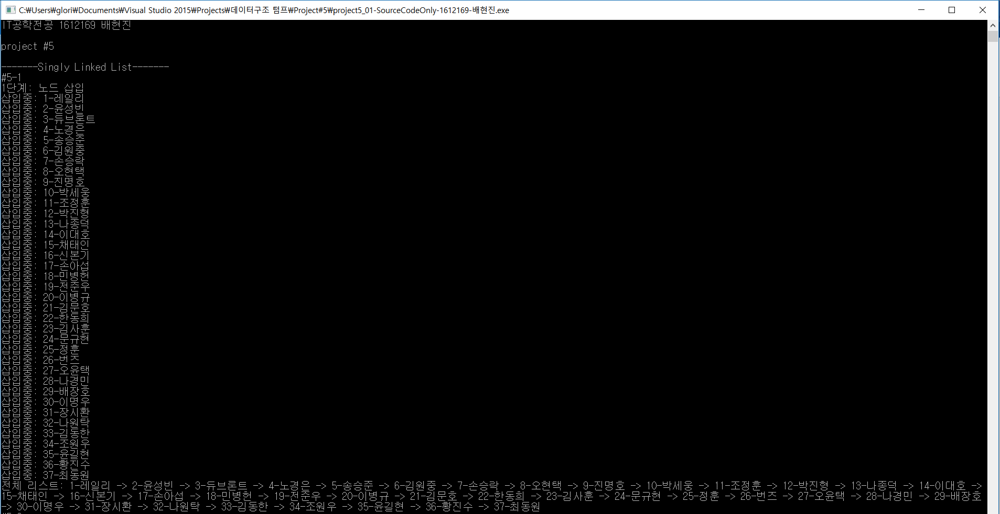 C:₩Users₩glori₩Documents₩Visual Studio 2015₩Projects₩데이터구조 텀프₩Project#5₩project5_01-SourceCodeOnly-1612169-배현진.exe
IT공학전공 1612169 배현진
project #5
-------Singly Linked List-------
#5-1
1단계: 노드 삽입
삽입중: 1-레일리
삽입중: 2-윤성빈
삽입중: 3-듀브론트
삽입중: 4-노경은
삽입중: 5-송승준
삽입중: 6-김원중
삽입중: 7-손승락
삽입중: 8-오현택
삽입중: 9-진명호
삽입중: 10-박세웅
삽입중: 11-조정훈
삽입중: 12-박진형
삽입중: 13-나종덕
삽입중: 14-이대호
삽입중: 15-채태인
삽입중: 16-신본기
삽입중: 17-손아섭
삽입중: 18-민병헌
삽입중: 19-전준우
삽입중: 20-이병규
삽입중: 21-김문호
삽입중: 22-한동희
삽입중: 23-김사훈
삽입중: 24-문규현
삽입중: 25-정훈
삽입중: 26-번즈
삽입중: 27-오윤택
삽입중: 28-나경민
삽입중: 29-배장호
삽입중: 30-이명우
삽입중: 31-장시환
삽입중: 32-나원탁
삽입중: 33-김동한
삽입중: 34-조원우
삽입중: 35-윤길현
삽입중: 36-황진수
삽입중: 37-최동원
전체 리스트: 1-레일리 -> 2-윤성빈 -> 3-듀브론트 -> 4-노경은 -> 5-송승준 -> 6-김원중 -> 7-손승락 -> 8-오현택 -> 9-진명호 -> 10-박세웅 -> 11-조정훈 -> 12-박진형 -> 13-나종덕 -> 14-이대호 ->
15-채태인 -> 16-신본기 -> 17-손아섭 -> 18-민병헌 -> 19-전준우 -> 20-이병규 -> 21-김문호 -> 22-한동희 -> 23-김사훈 -> 24-문규현 -> 25-정훈 -> 26-번즈 -> 27-오윤택 -> 28-나경민 -> 29-배장호
-> 30-이명우 -> 31-장시환 -> 32-나원탁 -> 33-김동한 -> 34-조원우 -> 35-윤길현 -> 36-황진수 -> 37-최동원